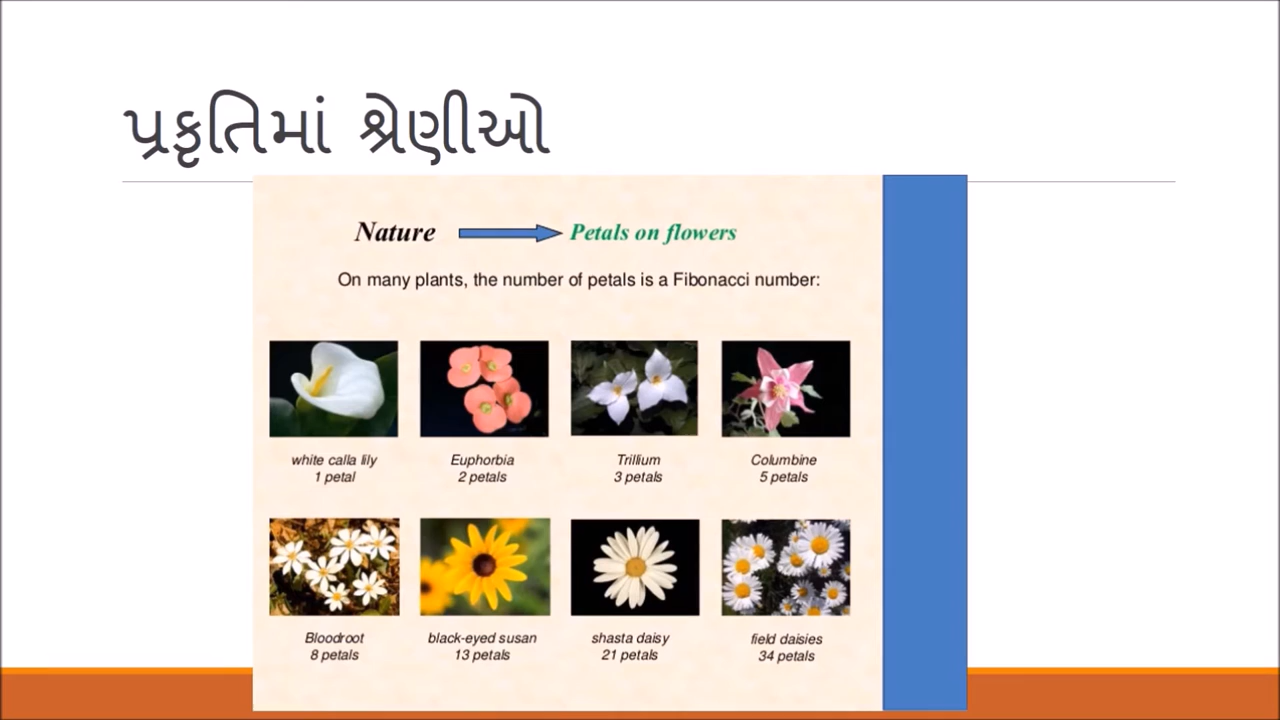 પ્રકૃતિમાં શ્રેણીઓ
Nature Petals on flowers
On many plants, the number of petals is a Fibonacci number:
white calla lily
1 petal
Euphorbia
2 petals
Trillium
3 petals
Columbine
5 petals
Bloodroot
8 petals
black-eyed susan
13 petals
shasta daisy
21 petals
field daisies
34 petals